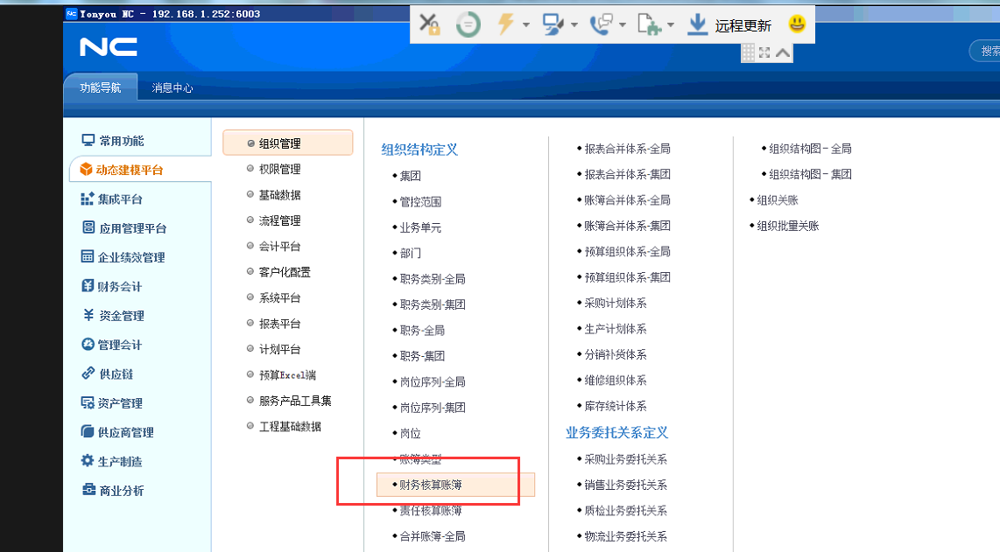 Yonyou NC - 192.168.1.252:6003
远程更新
NC
搜索
功能导航
消息中心
常用功能
动态建模平台
集成平台
应用管理平台
企业绩效管理
财务会计
资金管理
管理会计
供应链
资产管理
供应商管理
生产制造
商业分析
组织管理
权限管理
基础数据
流程管理
会计平台
客户化配置
系统平台
报表平台
计划平台
预算Excel端
服务产品工具集
工程基础数据
组织结构定义
集团
管控范围
业务单元
部门
职务类别-全局
职务类别-集团
职务-全局
职务-集团
岗位序列-全局
岗位序列-集团
岗位
账簿类型
财务核算账簿
责任核算账簿
合并账簿-全局
报表合并体系-全局
报表合并体系-集团
账簿合并体系-全局
账簿合并体系-集团
预算组织体系-全局
预算组织体系-集团
采购计划体系
生产计划体系
分销补货体系
维修组织体系
库存统计体系
业务委托关系定义
采购业务委托关系
销售业务委托关系
质检业务委托关系
物流业务委托关系
组织结构图－全局
组织结构图－集团
组织关账
组织批量关账